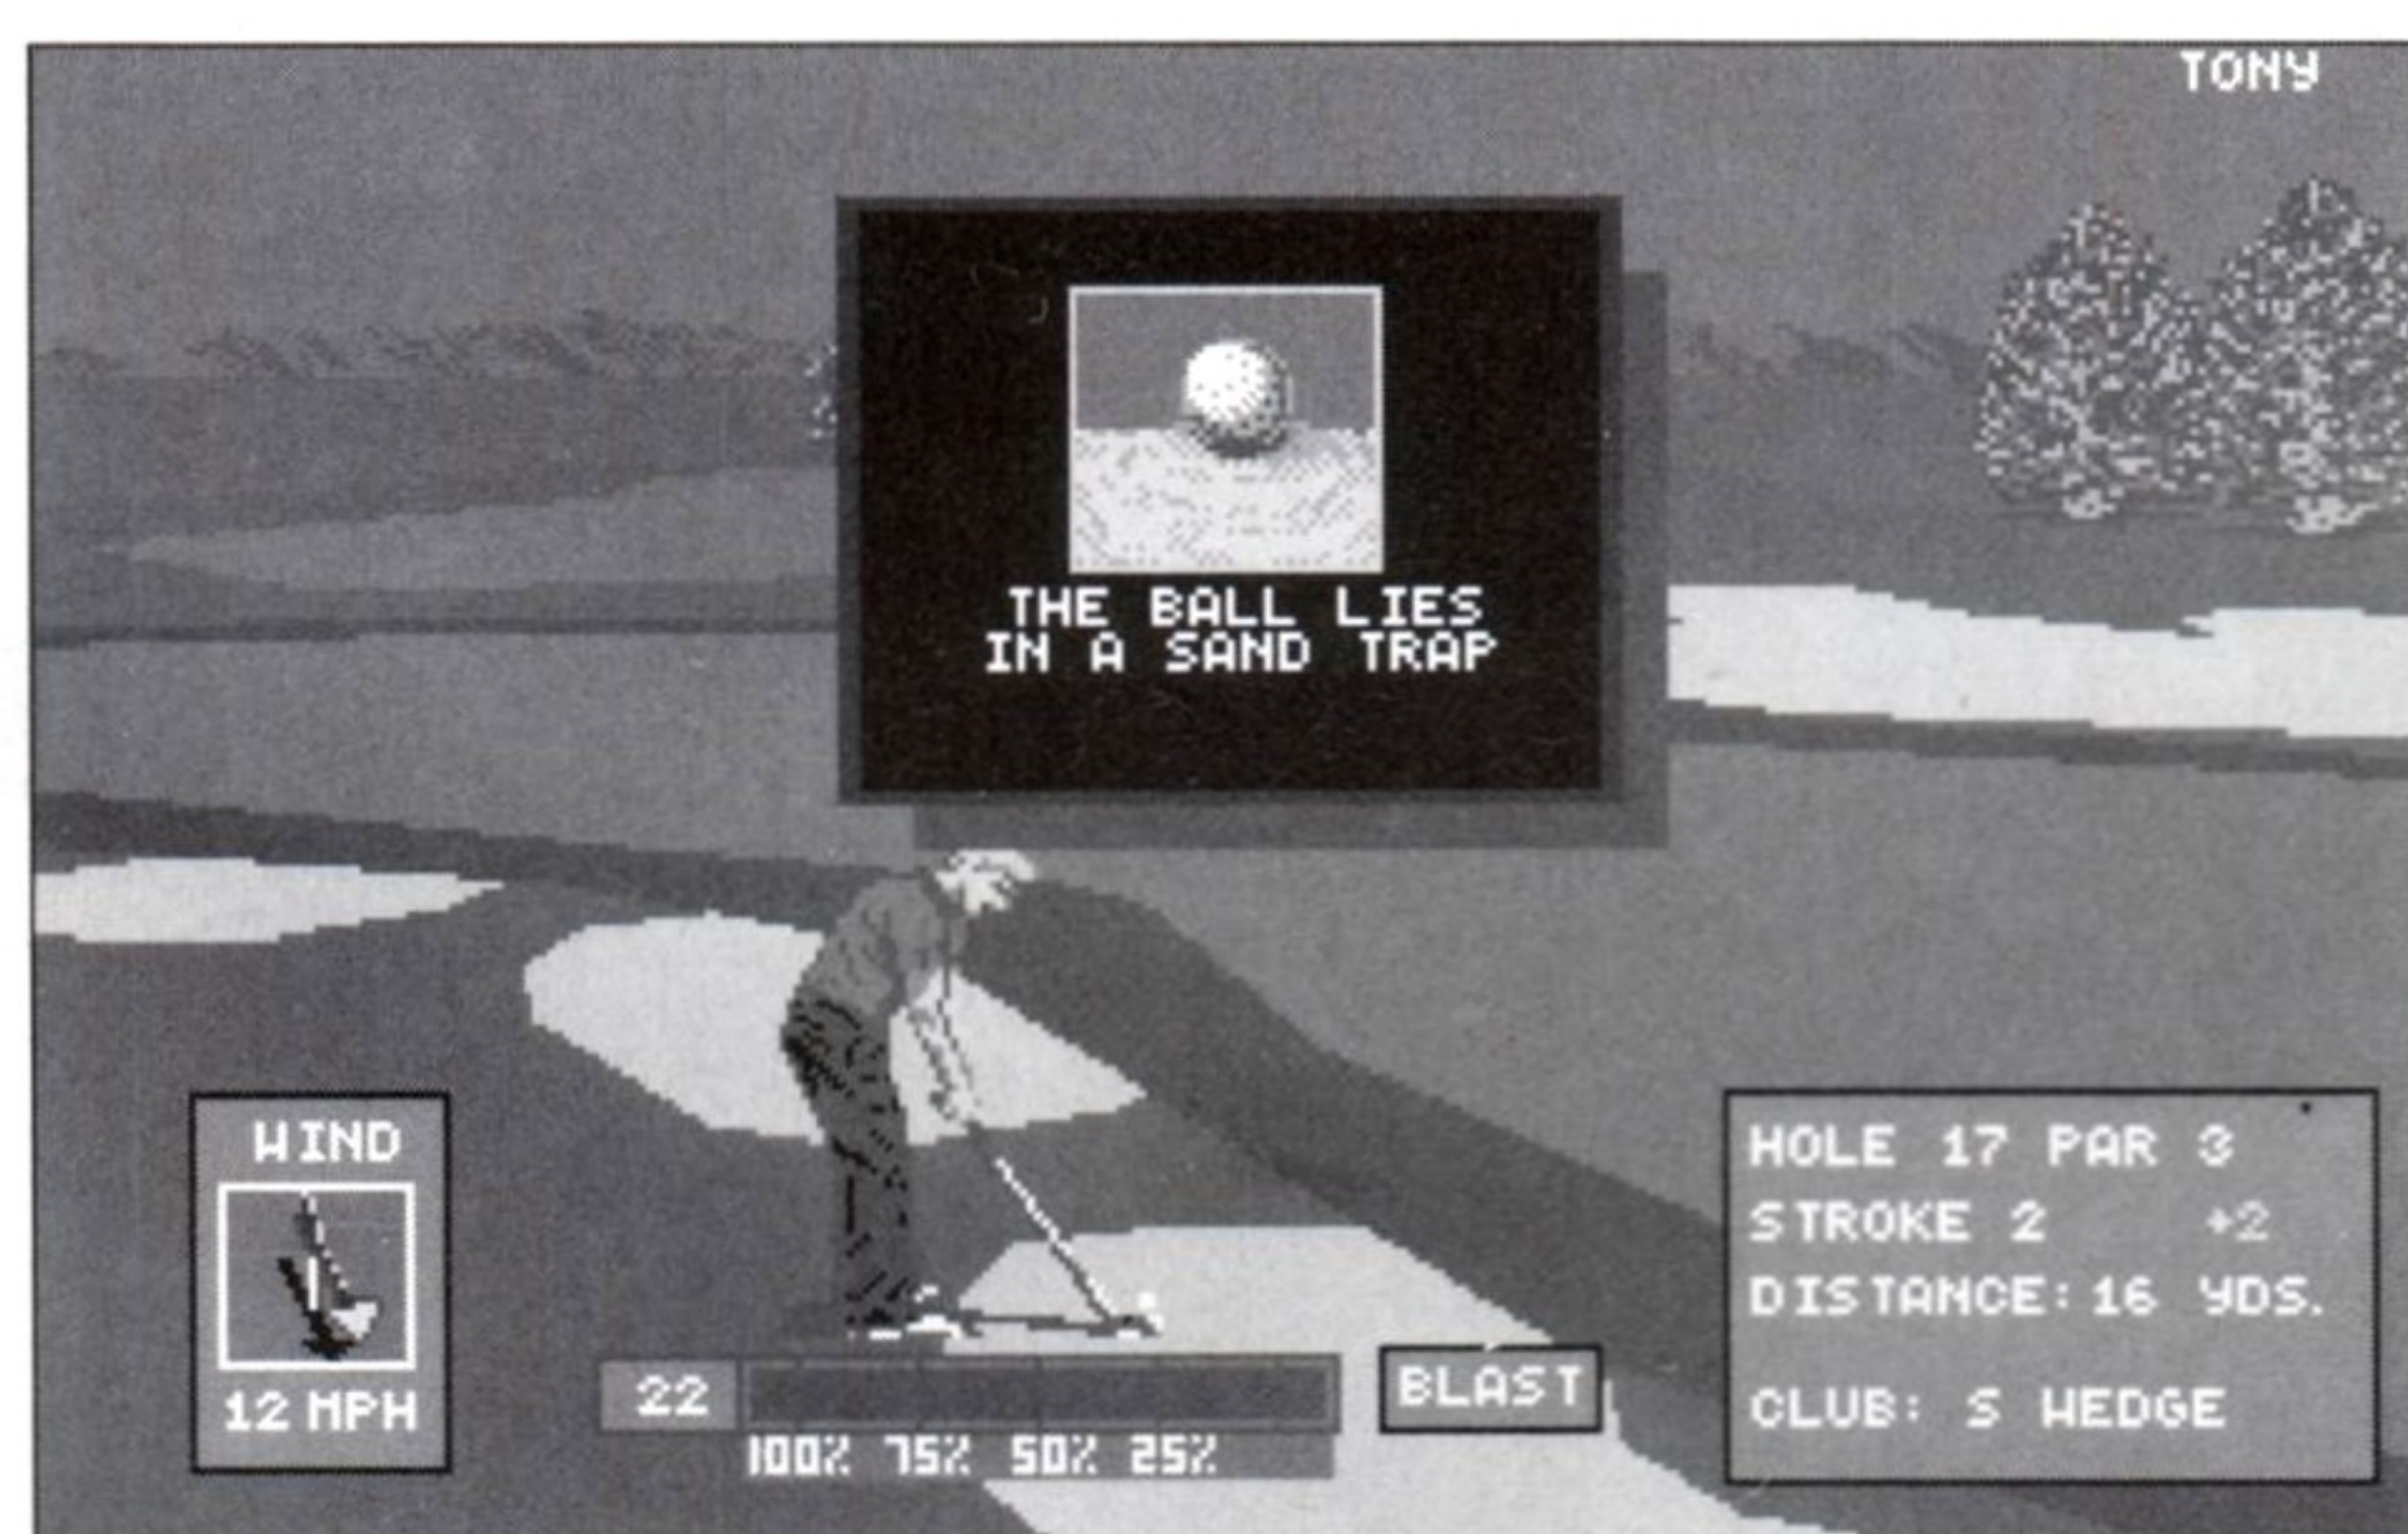 TONY
THE BALL LIES
IN A SAND TRAP
WIND
12 MPH
22
100% 75% 50% 25%
BLAST
HOLE 17 PAR 3
STROKE 2 +2
DISTANCE: 16 YDS.
CLUB: S WEDGE